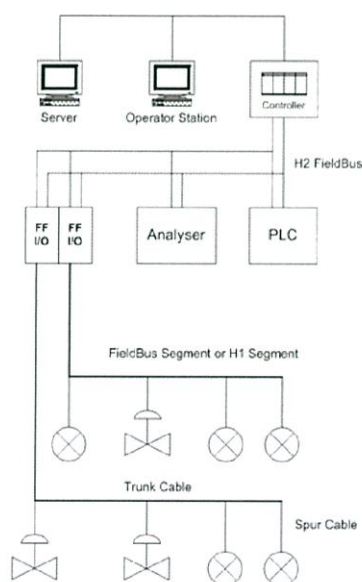 Server
Operator Station
Controller
H2 FieldBus
FF
I/O
FF
I/O
Analyser
PLC
FieldBus Segment or H1 Segment
Trunk Cable
Spur Cable